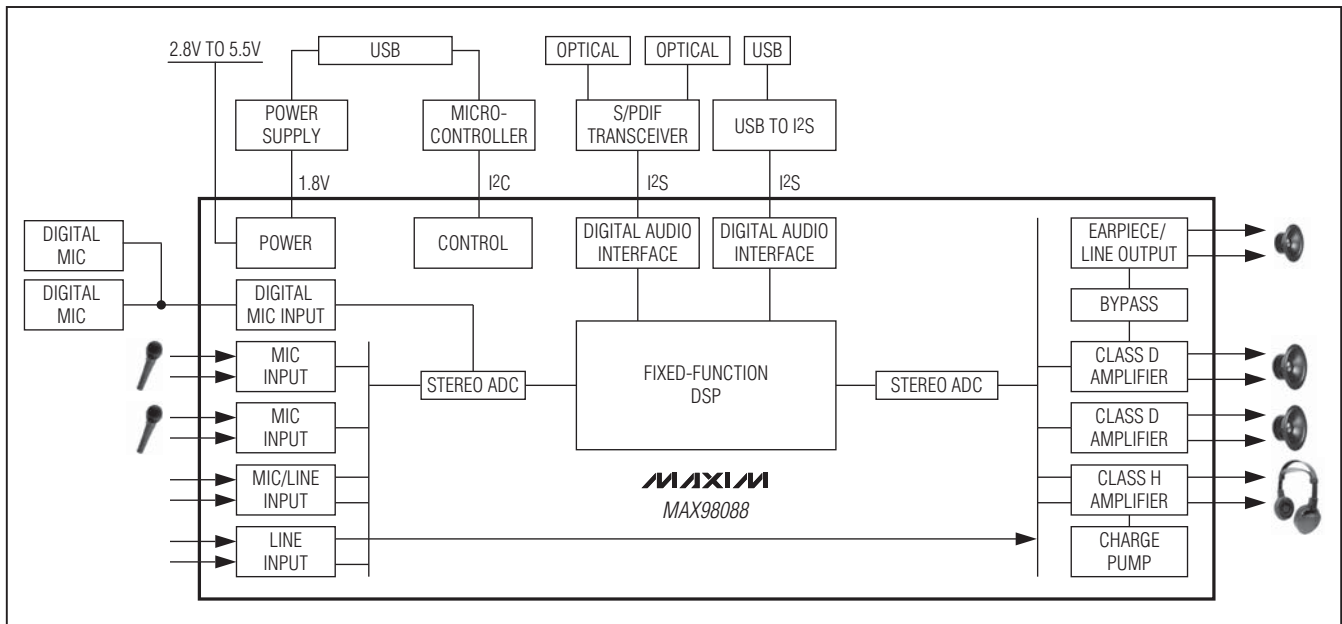 2.8V TO 5.5V
USB
OPTICAL
OPTICAL
USB
POWER
SUPPLY
MICRO-
CONTROLLER
S/PDIF
TRANSCEIVER
USB TO I2S
1.8V
I2C
I2S
I2S
DIGITAL
MIC
POWER
CONTROL
DIGITAL AUDIO
INTERFACE
DIGITAL AUDIO
INTERFACE
EARPIECE/
LINE OUTPUT
DIGITAL
MIC
DIGITAL
MIC INPUT
BYPASS
MIC
INPUT
STEREO ADC
FIXED-FUNCTION
DSP
STEREO ADC
CLASS D
AMPLIFIER
MIC
INPUT
CLASS D
AMPLIFIER
MIC/LINE
INPUT
MAXIM
MAX98088
CLASS H
AMPLIFIER
LINE
INPUT
CHARGE
PUMP